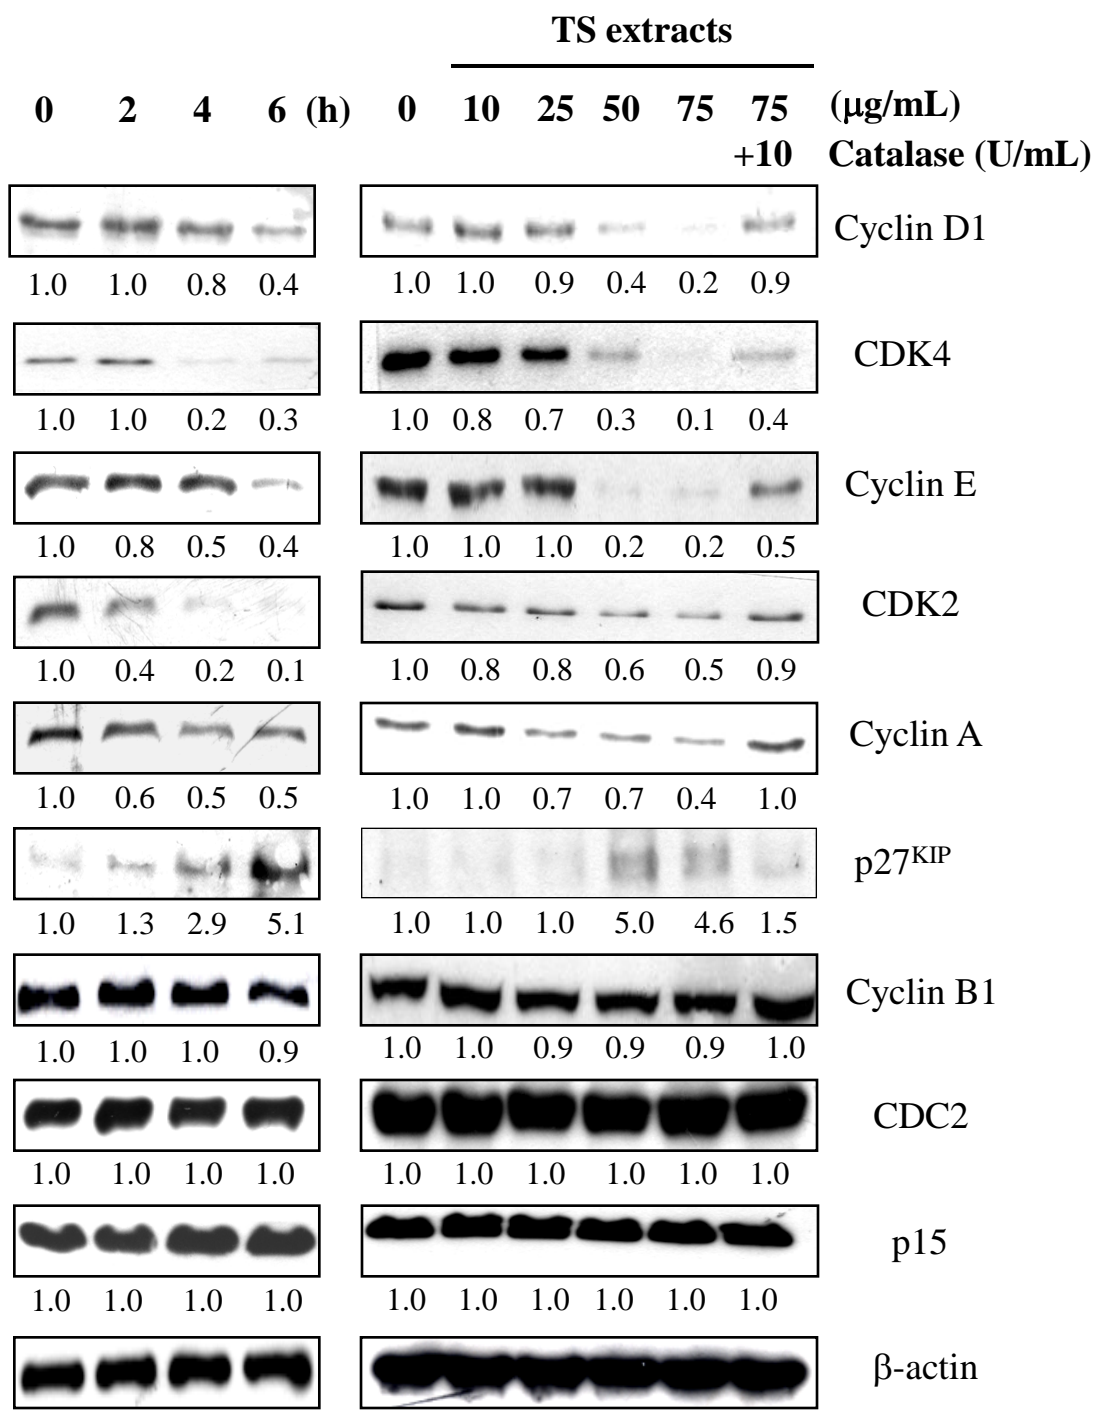 TS extracts
0 2 4 6 (h) 0 10 25 50 75 75 (μg/mL)
+10 Catalase (U/mL)
Cyclin D1
1.0 1.0 0.8 0.4 1.0 1.0 0.9 0.4 0.2 0.9
CDK4
1.0 1.0 0.2 0.3 1.0 0.8 0.7 0.3 0.1 0.4
Cyclin E
1.0 0.8 0.5 0.4 1.0 1.0 1.0 0.2 0.2 0.5
CDK2
1.0 0.4 0.2 0.1 1.0 0.8 0.8 0.6 0.5 0.9
Cyclin A
1.0 0.6 0.5 0.5 1.0 1.0 0.7 0.7 0.4 1.0
p27KIP
1.0 1.3 2.9 5.1 1.0 1.0 1.0 5.0 4.6 1.5
Cyclin B1
1.0 1.0 1.0 0.9 1.0 1.0 0.9 0.9 0.9 1.0
CDC2
1.0 1.0 1.0 1.0 1.0 1.0 1.0 1.0 1.0 1.0
p15
1.0 1.0 1.0 1.0 1.0 1.0 1.0 1.0 1.0 1.0
β-actin